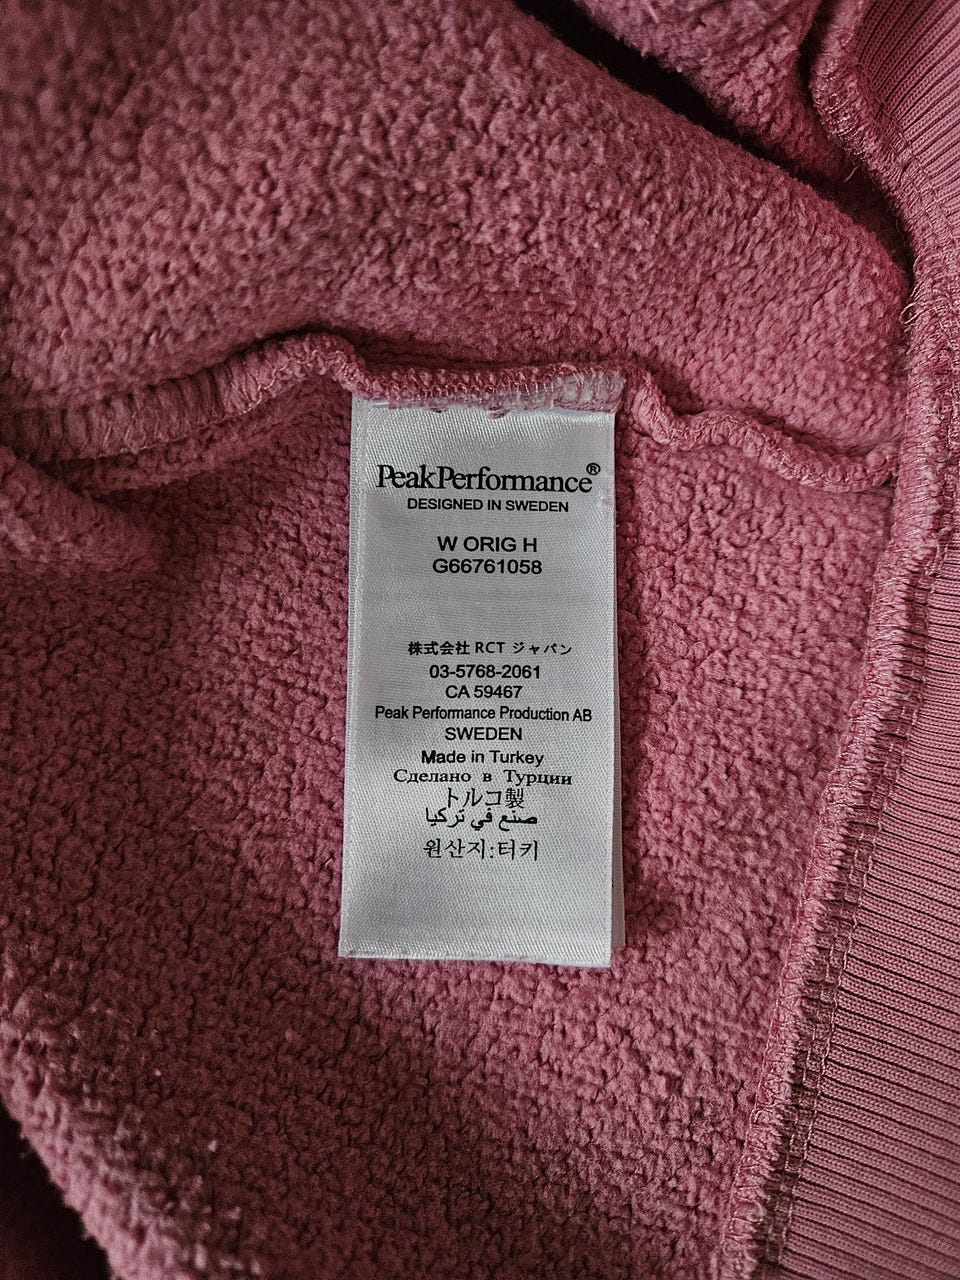 PeakPerformance®
DESIGNED IN SWEDEN
W ORIG H
G66761058
株式会社 RCT ジャパン
03-5768-2061
CA 59467
Peak Performance Production AB
SWEDEN
Made in Turkey
Сделано в Турции
トルコ製
صنع في تركيا
원산지:터키